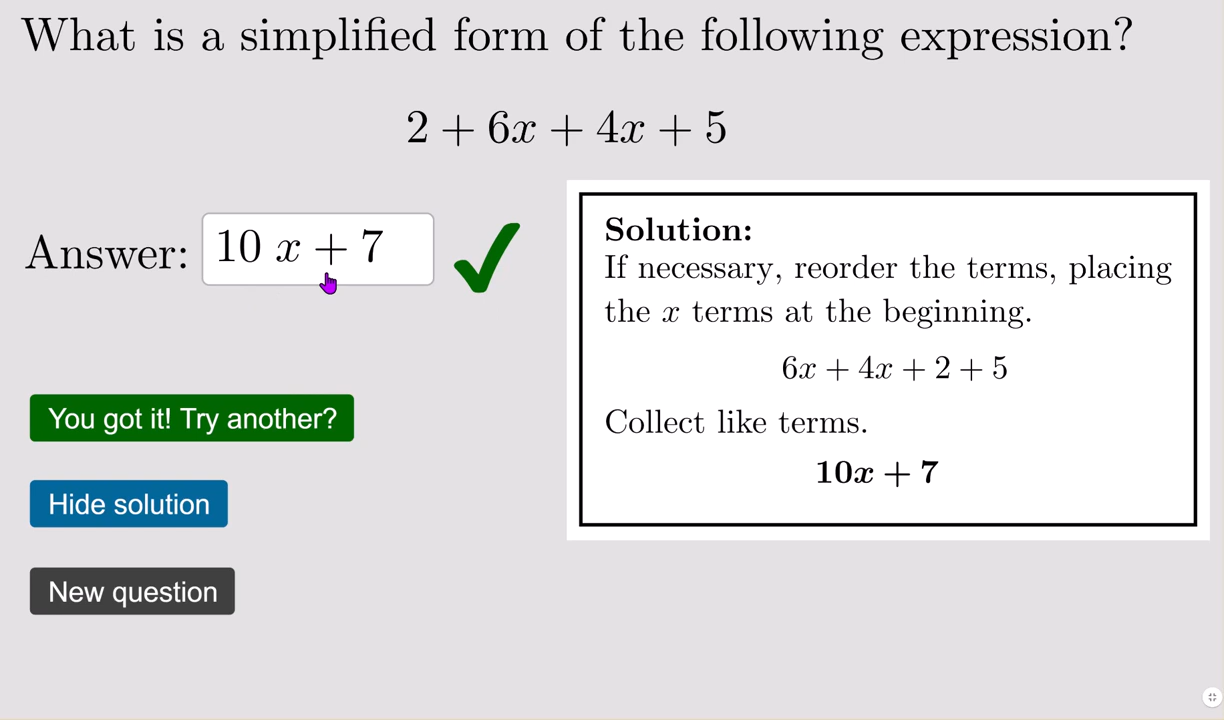 What is a simplified form of the following expression?
2 + 6x + 4x + 5
Answer: 10 x + 7
Solution:
If necessary, reorder the terms, placing
the x terms at the beginning.
6x + 4x + 2 + 5
Collect like terms.
10x + 7
You got it! Try another?
Hide solution
New question